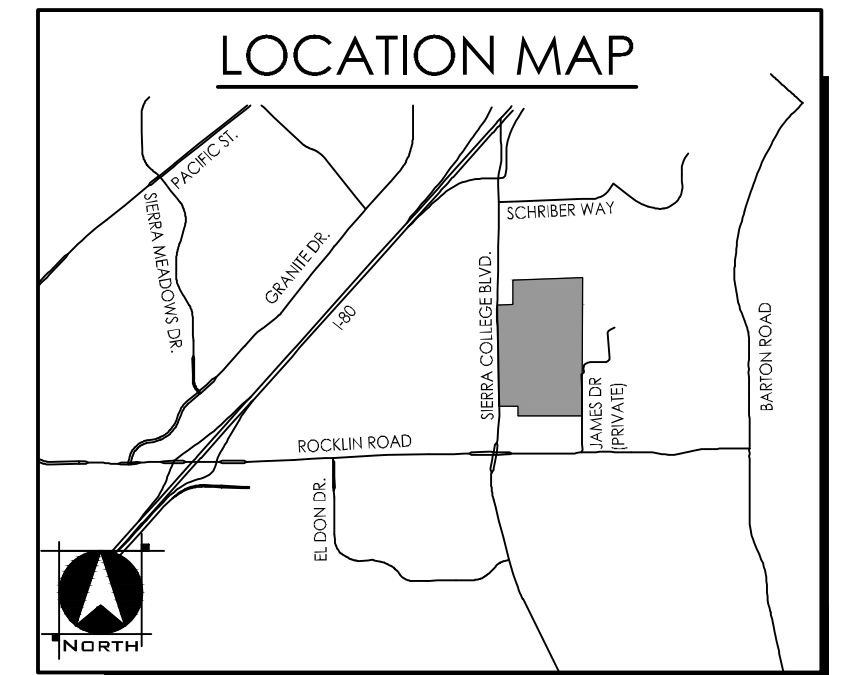 LOCATION MAP
PACIFIC ST.
SIERRA MEADOWS DR.
GRANITE DR.
I-80
SCHRIBER WAY
SIERRA COLLEGE BLVD.
BARTON ROAD
JAMES DR
(PRIVATE)
ROCKLIN ROAD
EL DON DR.
NORTH